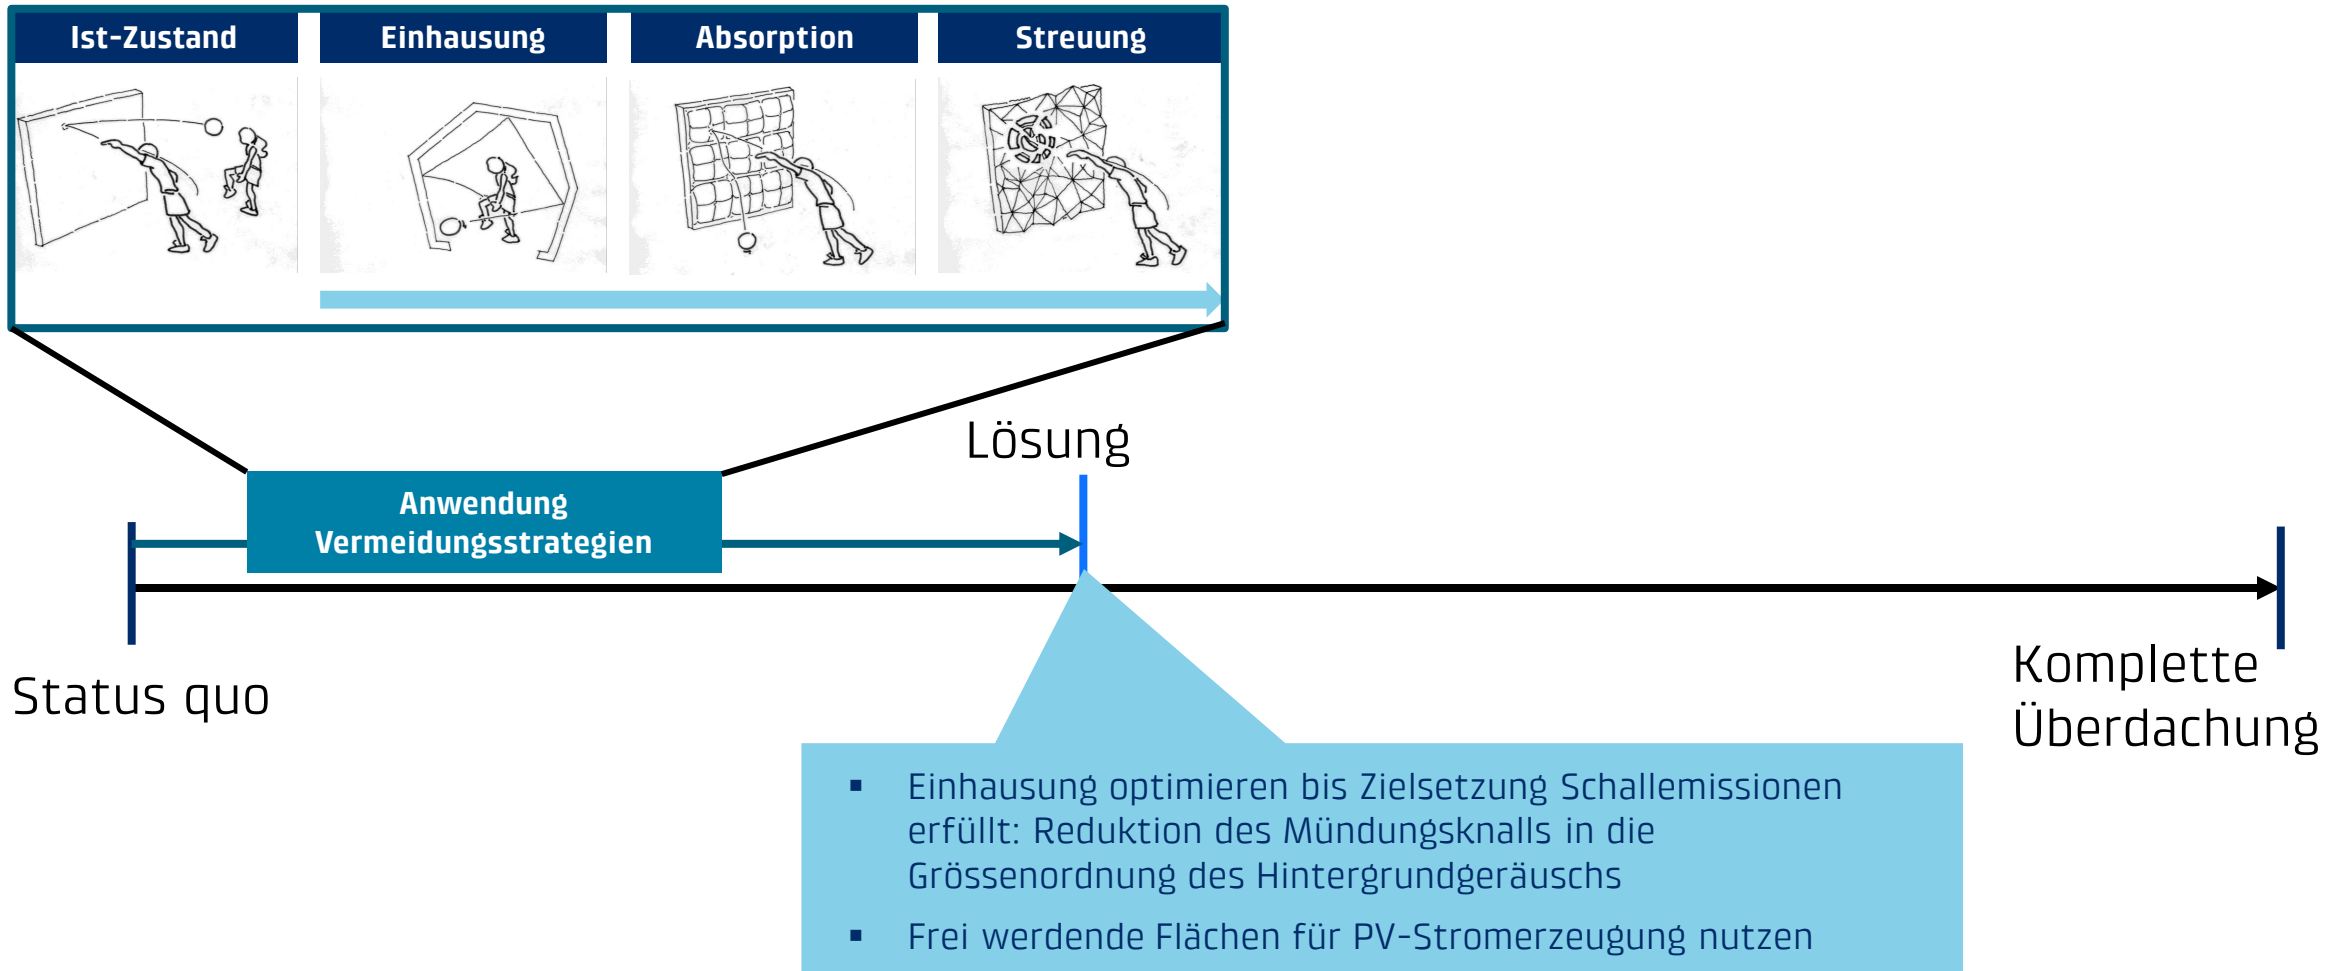 Ist-Zustand
Einhausung
Absorption
Streuung
Lösung
Anwendung
Vermeidungsstrategien
Status quo
Komplette
Überdachung
▪ Einhausung optimieren bis Zielsetzung Schallemissionen
erfüllt: Reduktion des Mündungsknalls in die
Grössenordnung des Hintergrundgeräuschs
▪ Frei werdende Flächen für PV-Stromerzeugung nutzen